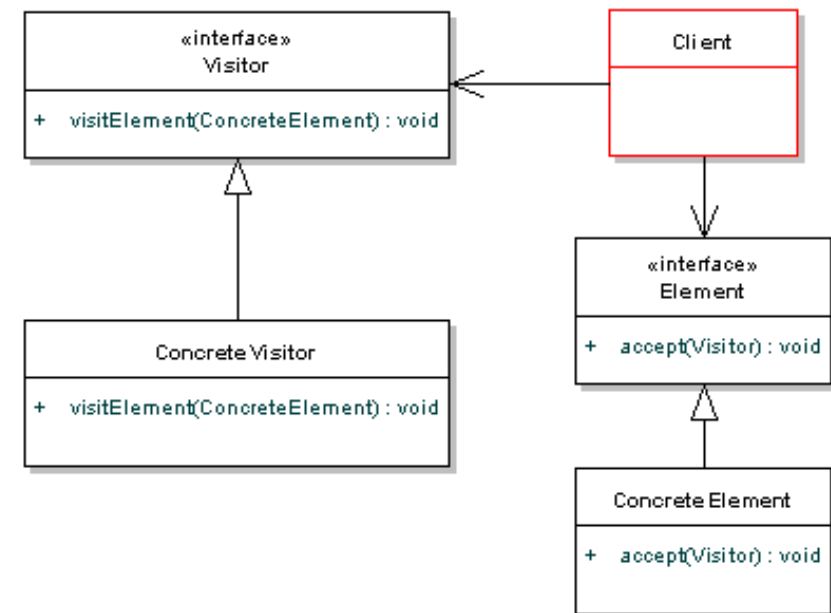 «interface»
Visitor
+ visitElement(ConcreteElement) : void
Client
«interface»
Element
+ accept(Visitor) : void
Concrete Visitor
+ visitElement(ConcreteElement) : void
Concrete Element
+ accept(Visitor) : void